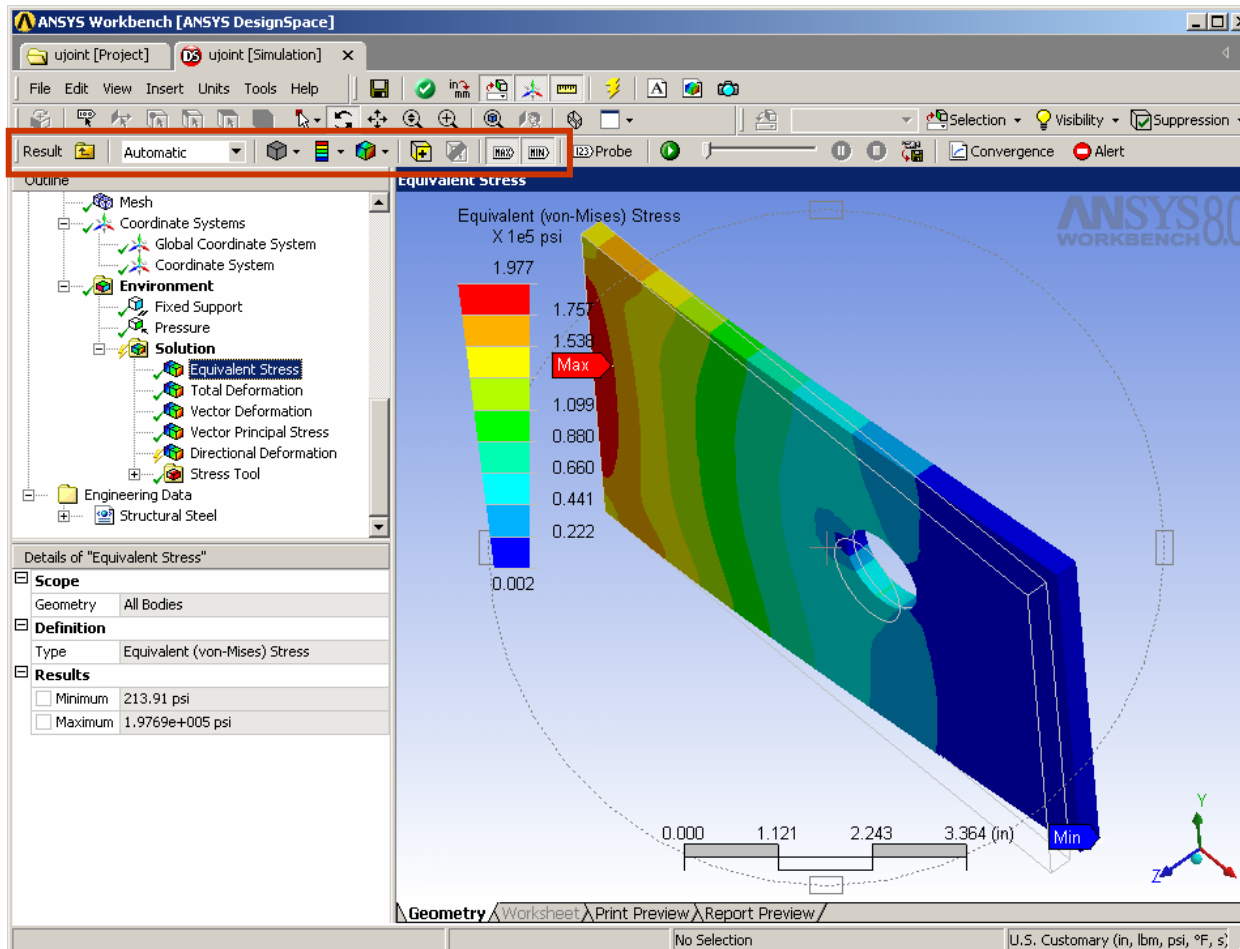 ANSYS Workbench [ANSYS DesignSpace]
ujoint [Project] DS ujoint [Simulation] X
File Edit View Insert Units Tools Help in mm A
Selection Visibility Suppression
Result Automatic MAX MIN 123 Probe Convergence Alert
Outline
Mesh
Coordinate Systems
Global Coordinate System
Coordinate System
Environment
Fixed Support
Pressure
Solution
Equivalent Stress
Total Deformation
Vector Deformation
Vector Principal Stress
Directional Deformation
Stress Tool
Engineering Data
Structural Steel
Details of "Equivalent Stress"
Scope
Geometry All Bodies
Definition
Type Equivalent (von-Mises) Stress
Results
Minimum 213.91 psi
Maximum 1.9769e+005 psi
Equivalent Stress
Equivalent (von-Mises) Stress
X 1e5 psi
ANSYS 8.0
WORKBENCH
1.977
1.757
1.538
Max
1.099
0.880
0.660
0.441
0.222
0.002
0.000 1.121 2.243 3.364 (in)
Min
Y
Z
Geometry Worksheet Print Preview Report Preview
No Selection U.S. Customary (in, lbm, psi, °F, s)